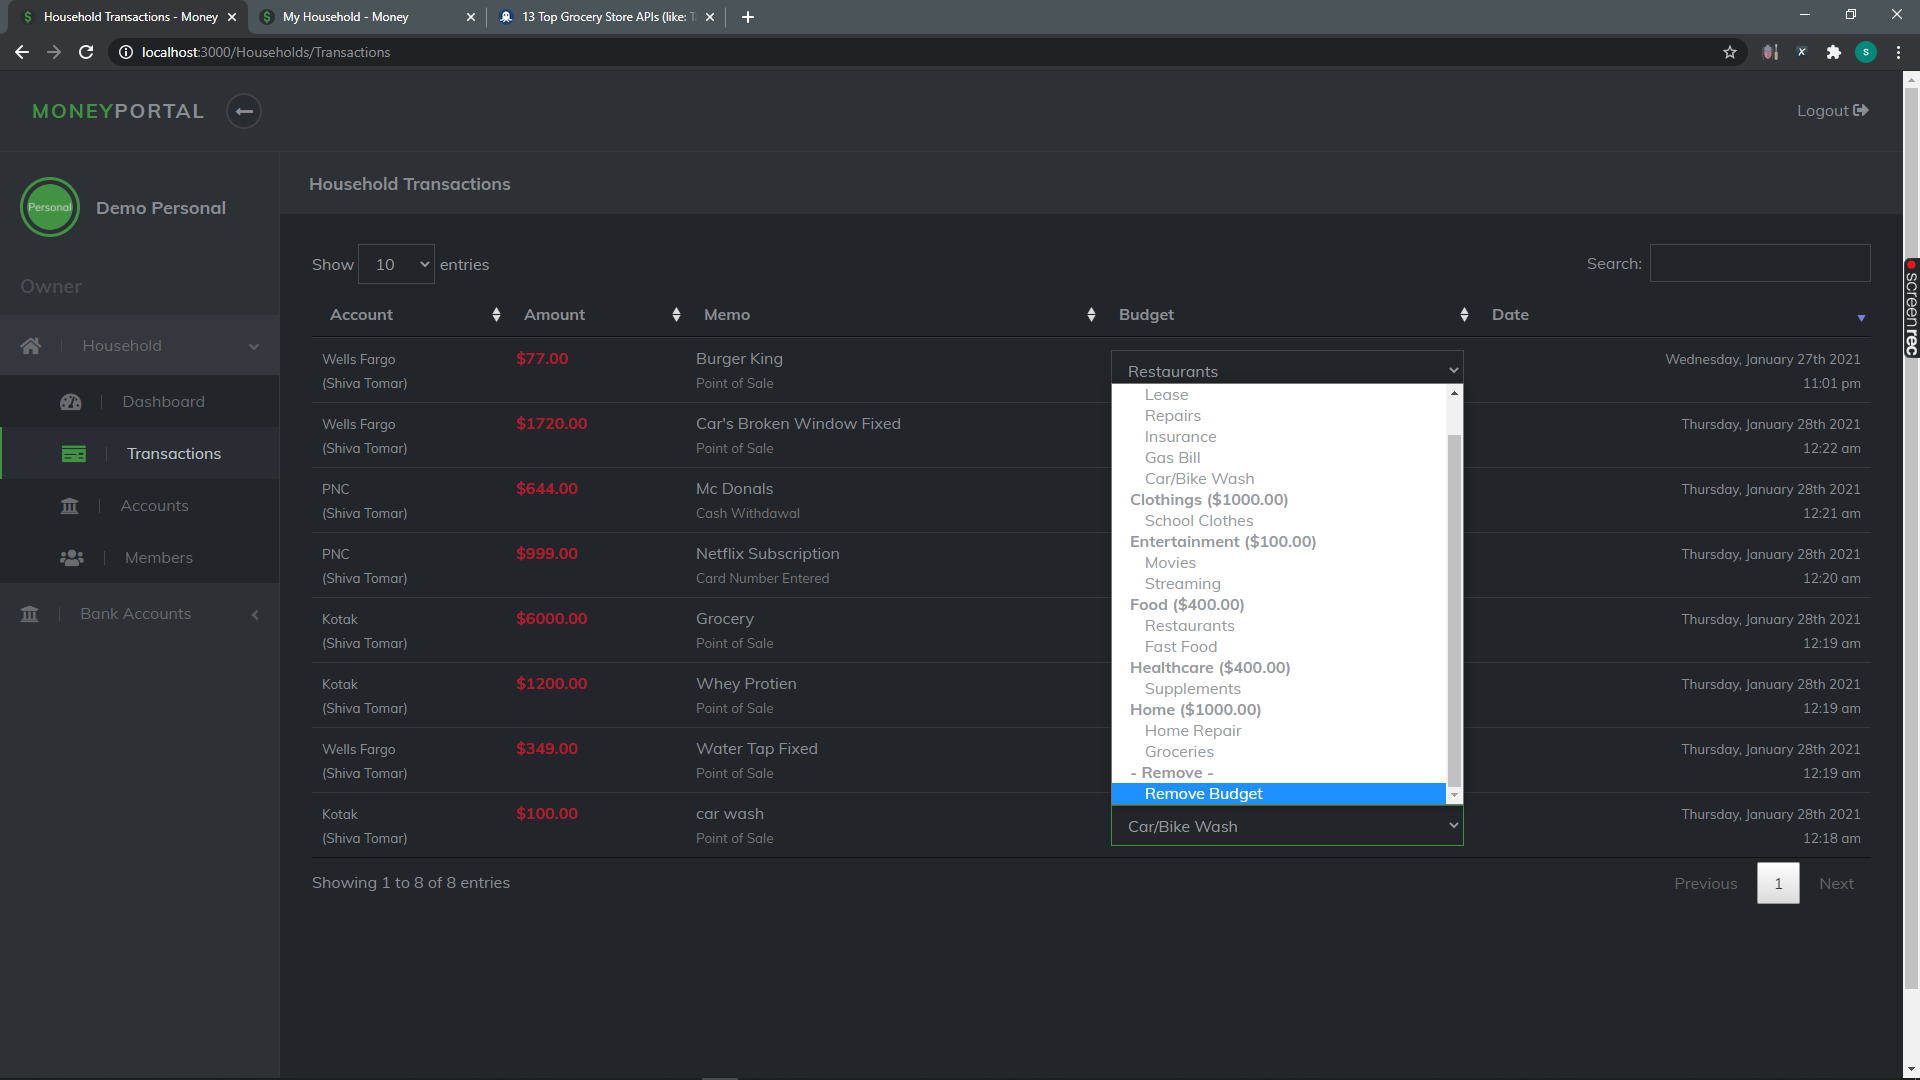 Household Transactions - Money
My Household - Money
13 Top Grocery Store APIs (like: T
localhost:3000/Households/Transactions
S
MONEYPORTAL
Logout
Personal
Demo Personal
Owner
Household
Dashboard
Transactions
Accounts
Members
Bank Accounts
Household Transactions
Show 10 entries
Search:
Account Amount Memo Budget Date
Wells Fargo $77.00 Burger King Restaurants Wednesday, January 27th 2021
(Shiva Tomar) Point of Sale 11:01 pm
Wells Fargo $1720.00 Car's Broken Window Fixed Thursday, January 28th 2021
(Shiva Tomar) Point of Sale 12:22 am
PNC $644.00 Mc Donals Thursday, January 28th 2021
(Shiva Tomar) Cash Withdawal 12:21 am
PNC $999.00 Netflix Subscription Thursday, January 28th 2021
(Shiva Tomar) Card Number Entered 12:20 am
Kotak $6000.00 Grocery Thursday, January 28th 2021
(Shiva Tomar) Point of Sale 12:19 am
Kotak $1200.00 Whey Protien Thursday, January 28th 2021
(Shiva Tomar) Point of Sale 12:19 am
Wells Fargo $349.00 Water Tap Fixed Thursday, January 28th 2021
(Shiva Tomar) Point of Sale 12:19 am
Kotak $100.00 car wash Car/Bike Wash Thursday, January 28th 2021
(Shiva Tomar) Point of Sale 12:18 am
Lease
Repairs
Insurance
Gas Bill
Car/Bike Wash
Clothings ($1000.00)
School Clothes
Entertainment ($100.00)
Movies
Streaming
Food ($400.00)
Restaurants
Fast Food
Healthcare ($400.00)
Supplements
Home ($1000.00)
Home Repair
Groceries
- Remove -
Remove Budget
Showing 1 to 8 of 8 entries
Previous 1 Next
screenrec